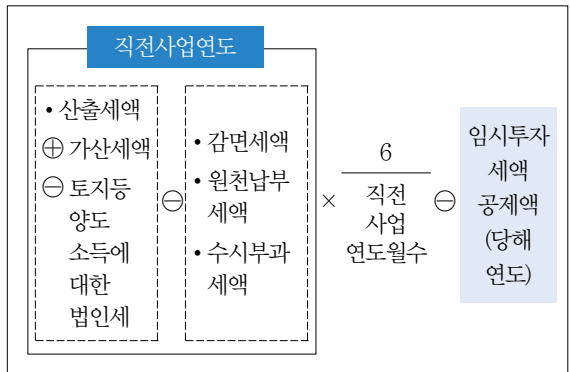 직전사업연도
• 산출세액
⊕ 가산세액
⊖ 토지등
양도
소득에
대한
법인세
⊖
• 감면세액
• 원천납부
세액
• 수시부과
세액
×
6
직전
사업
연도월수
⊖
임시투자
세액
공제액
(당해
연도)